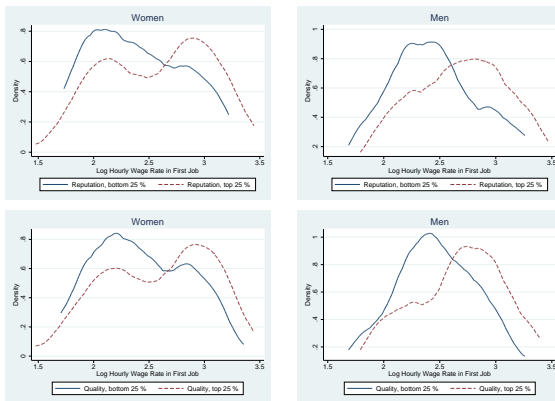 Women
.8
.6
.4
.2
0
Density
1.5 2 2.5 3 3.5
Log Hourly Wage Rate in First Job
Reputation, bottom 25 % Reputation, top 25 %
Men
1
.8
.6
.4
.2
Density
1.5 2 2.5 3 3.5
Log Hourly Wage Rate in First Job
Reputation, bottom 25 % Reputation, top 25 %
Women
.8
.6
.4
.2
0
Density
1.5 2 2.5 3 3.5
Log Hourly Wage Rate in First Job
Quality, bottom 25 % Quality, top 25 %
Men
1
.8
.6
.4
.2
Density
1.5 2 2.5 3 3.5
Log Hourly Wage Rate in First Job
Quality, bottom 25 % Quality, top 25 %